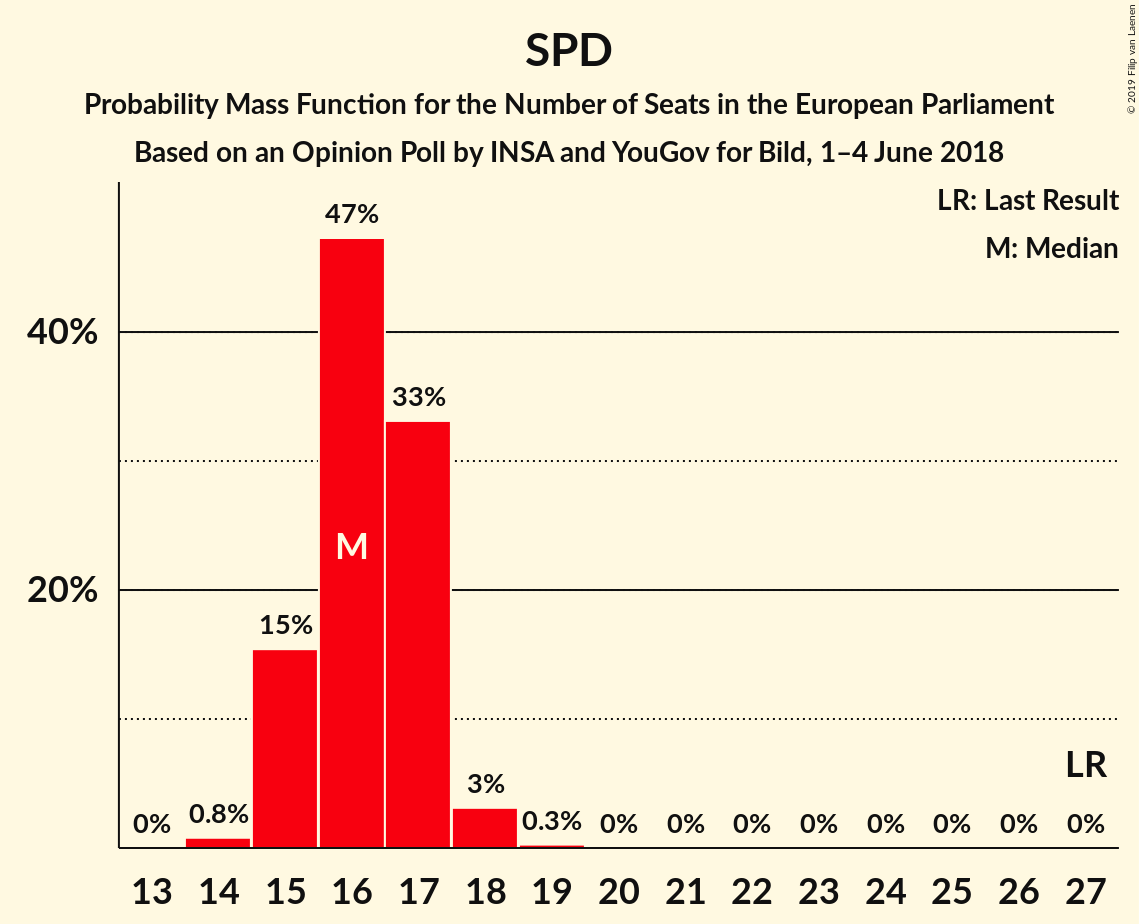 SPD
Probability Mass Function for the Number of Seats in the European Parliament
Based on an Opinion Poll by INSA and YouGov for Bild, 1–4 June 2018
© 2019 Filip van Laenen
LR: Last Result
M: Median
40%
20%
0%
0.8%
15%
47%
M
33%
3%
0.3%
0%
0%
0%
0%
0%
0%
0%
LR
0%
13 14 15 16 17 18 19 20 21 22 23 24 25 26 27